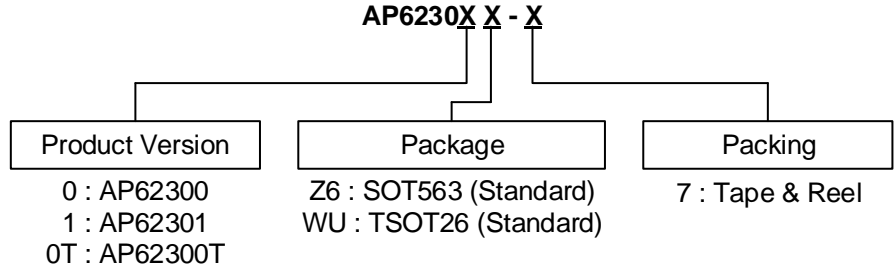 AP6230X X - X
Product Version
Package
Packing
0 : AP62300
1 : AP62301
0T : AP62300T
Z6 : SOT563 (Standard)
WU : TSOT26 (Standard)
7 : Tape & Reel